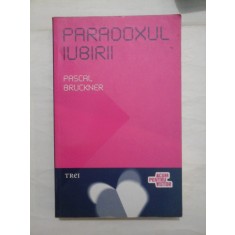 PARADOXUL
IUBIRII
PASCAL
BRUCKNER
TREI